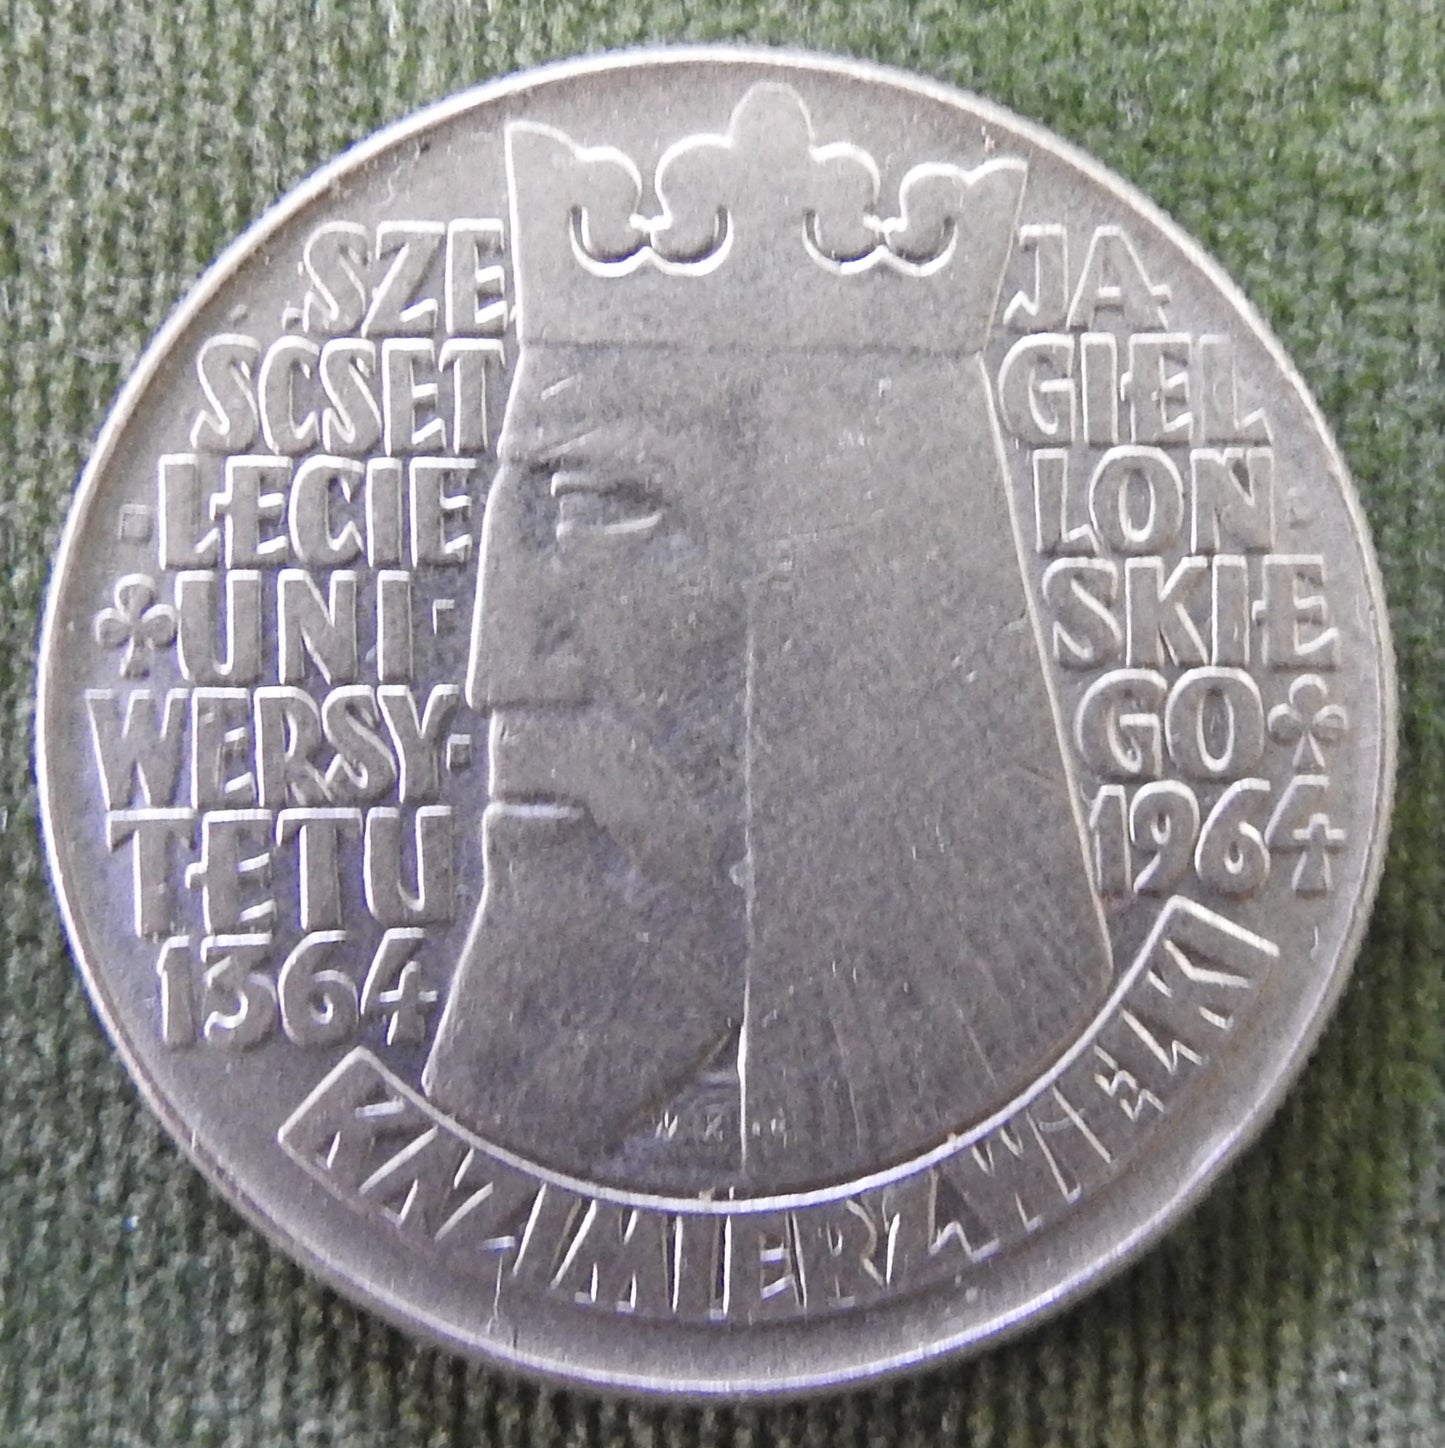 SZE
SCSET
LECIE
UNI
WERSY
TETU
1364
JA
GIEL
LON
SKIE
GO
1964
KAZIMIERZ WIELKI